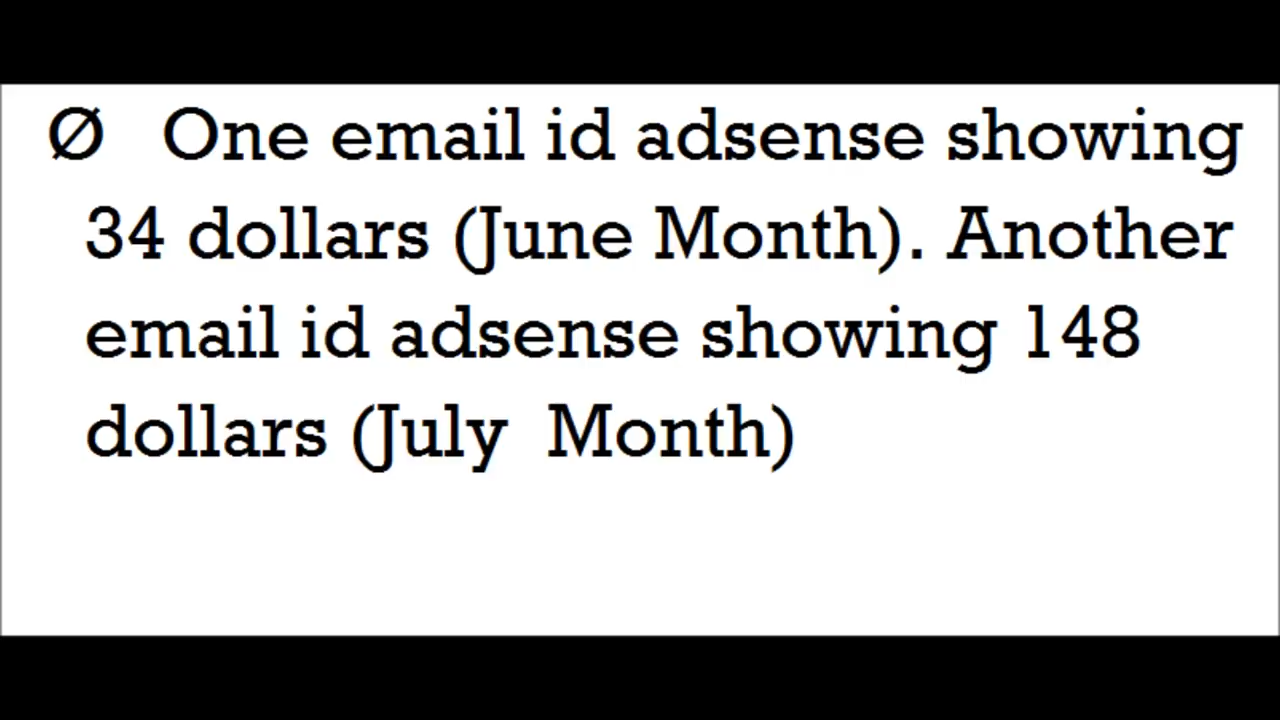 Ø One email id adsense showing
34 dollars (June Month). Another
email id adsense showing 148
dollars (July Month)